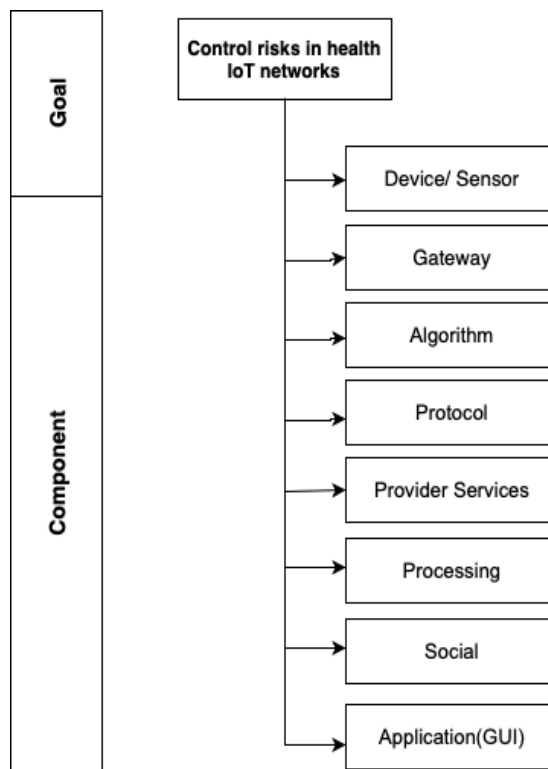 Goal
Control risks in health
IoT networks
Component
Device/ Sensor
Gateway
Algorithm
Protocol
Provider Services
Processing
Social
Application(GUI)